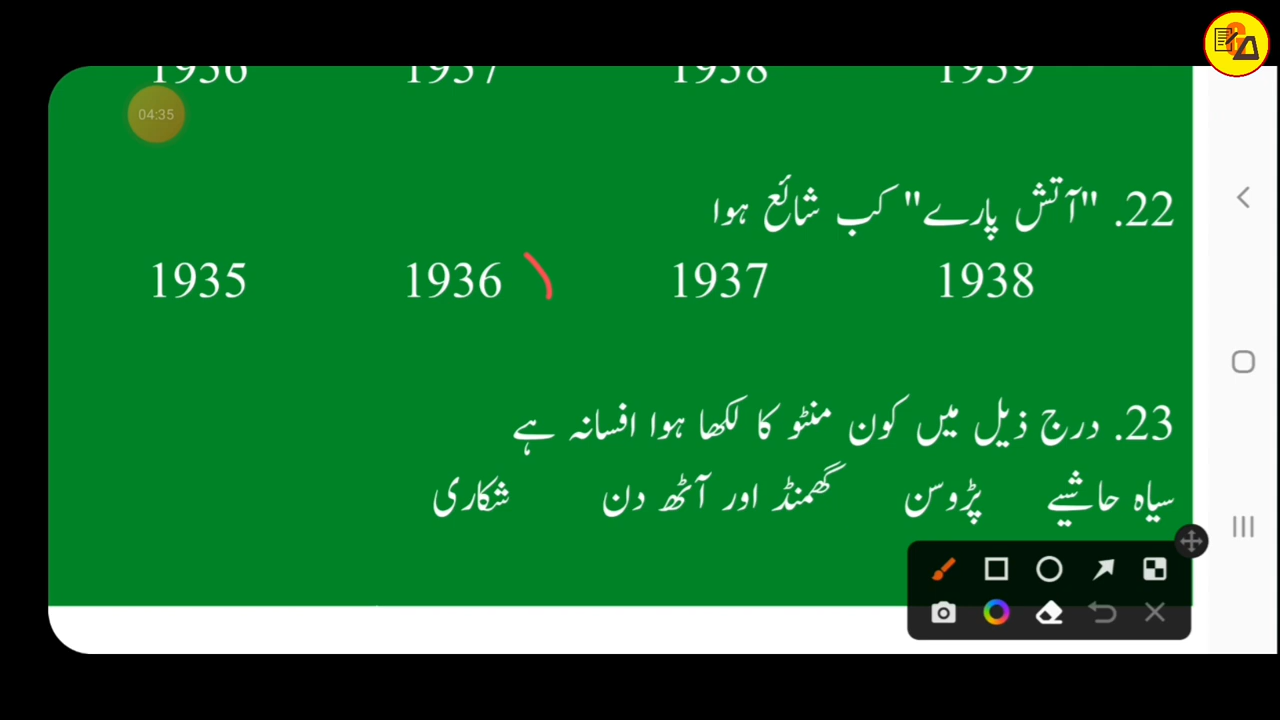 1936 1937 1938 1939
04:35
22. "آتش پارے" کب شائع ہوا
1935 1936 1937 1938
23. درج ذیل میں کون منٹو کا لکھا ہوا افسانہ ہے
سیاہ حاشیے پڑوسن گھمنڈ اور آٹھ دن شکاری